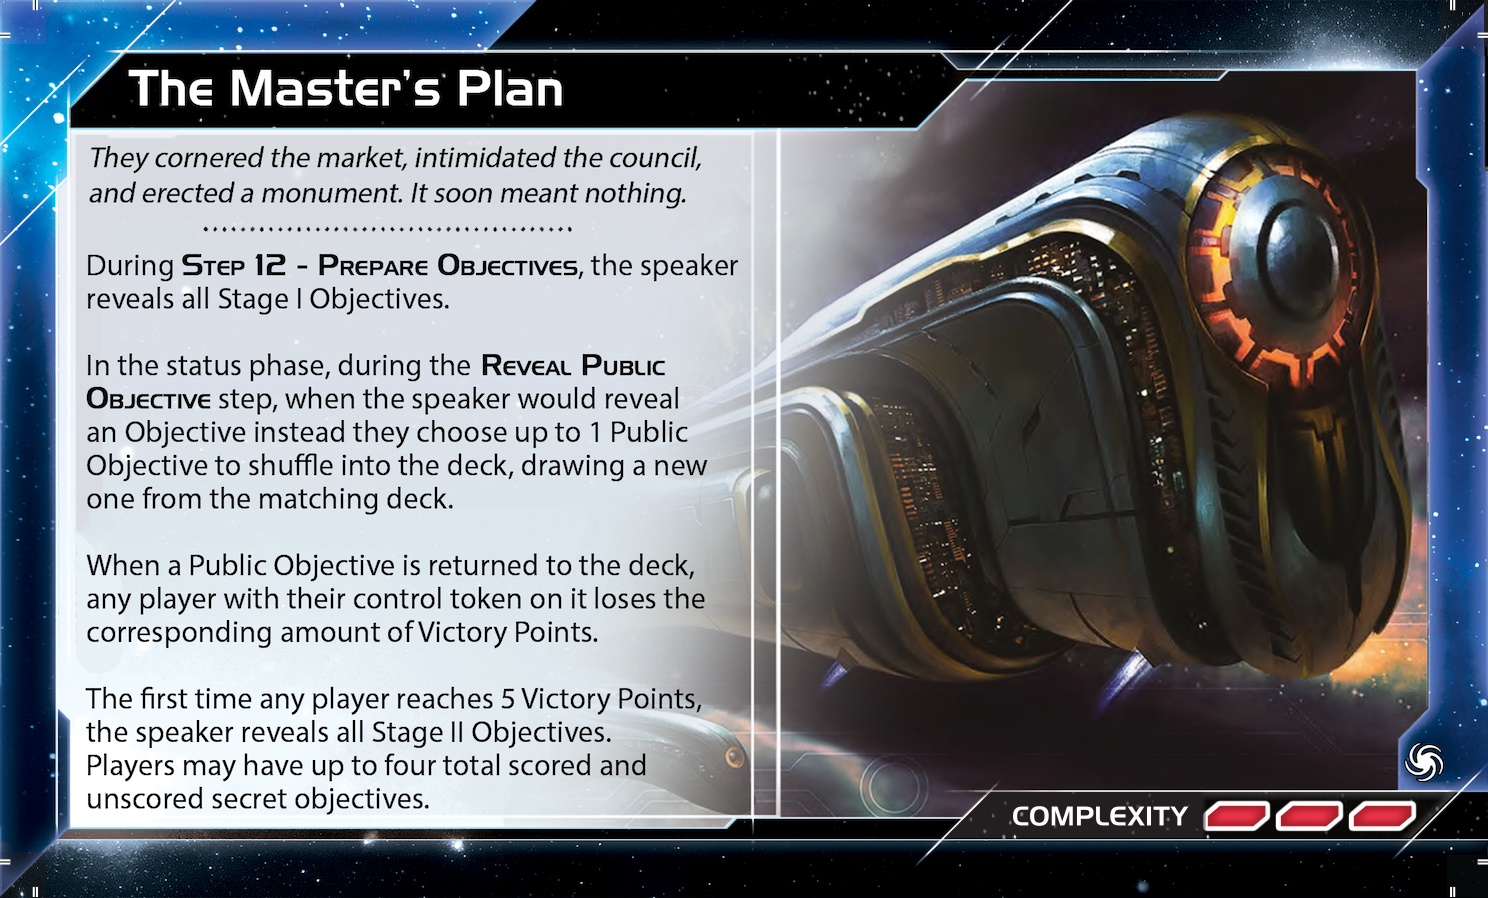 The Master's Plan
They cornered the market, intimidated the council,
and erected a monument. It soon meant nothing.
During Step 12 - Prepare Objectives, the speaker
reveals all Stage I Objectives.
In the status phase, during the Reveal Public
Objective step, when the speaker would reveal
an Objective instead they choose up to 1 Public
Objective to shuffle into the deck, drawing a new
one from the matching deck.
When a Public Objective is returned to the deck,
any player with their control token on it loses the
corresponding amount of Victory Points.
The first time any player reaches 5 Victory Points,
the speaker reveals all Stage II Objectives.
Players may have up to four total scored and
unscored secret objectives.
COMPLEXITY